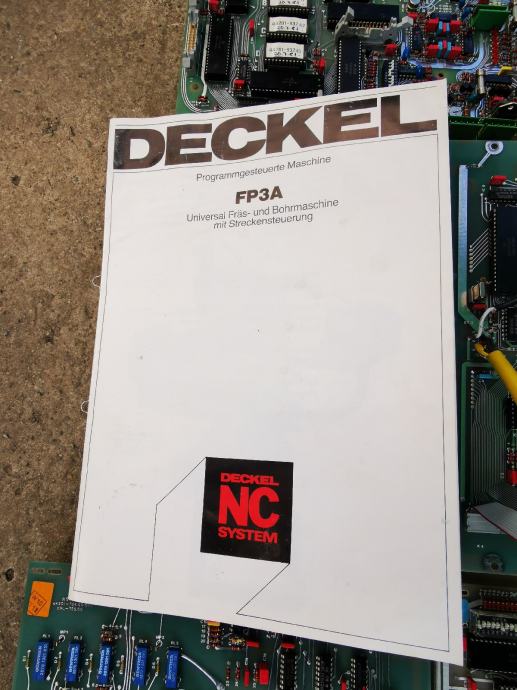 DECKEL
Programmgesteuerte Maschine
FP3A
Universal Fräs- und Bohrmaschine
mit Streckensteuerung
DECKEL
NC
SYSTEM